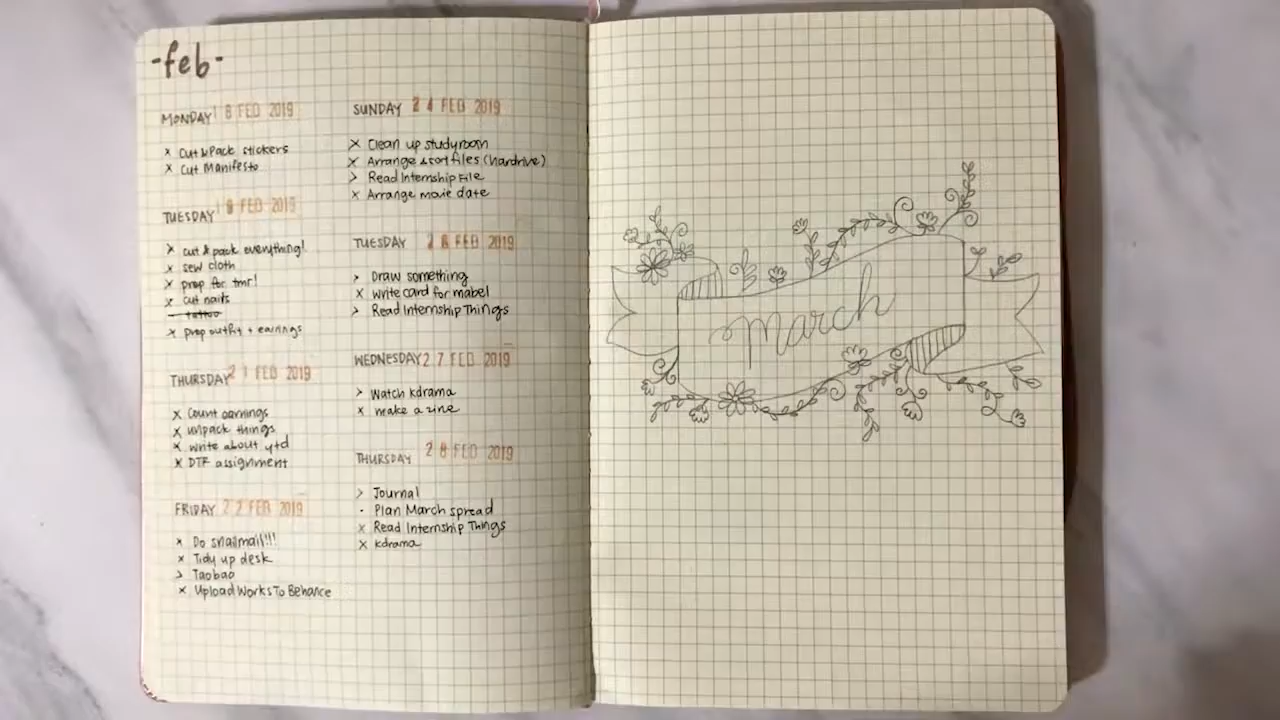 -feb-
MONDAY 18 FEB 2019
× Cut & Pack stickers
× Cut Manifesto
TUESDAY 19 FEB 2019
× cut & pack everything!
× sew cloth
× prep for tmr!
× cut nails
- tattoo
× prep outfit + earrings
THURSDAY 21 FEB 2019
× Count earnings
× unpack things
× write about ytd
× DTF assignment
FRIDAY 22 FEB 2019
× Do snailmail!!!
× Tidy up desk
> Taobao
× Upload Works To Behance
SUNDAY 24 FEB 2019
× Clean up studyroom
× Arrange & sort files (hardrive)
> Read Internship File
× Arrange movie date
TUESDAY 26 FEB 2019
> Draw something
× write card for mabel
> Read Internship Things
WEDNESDAY 27 FEB 2019
> Watch kdrama
× make a zine
THURSDAY 28 FEB 2019
> Journal
· Plan March spread
× Read Internship Things
× kdrama
March